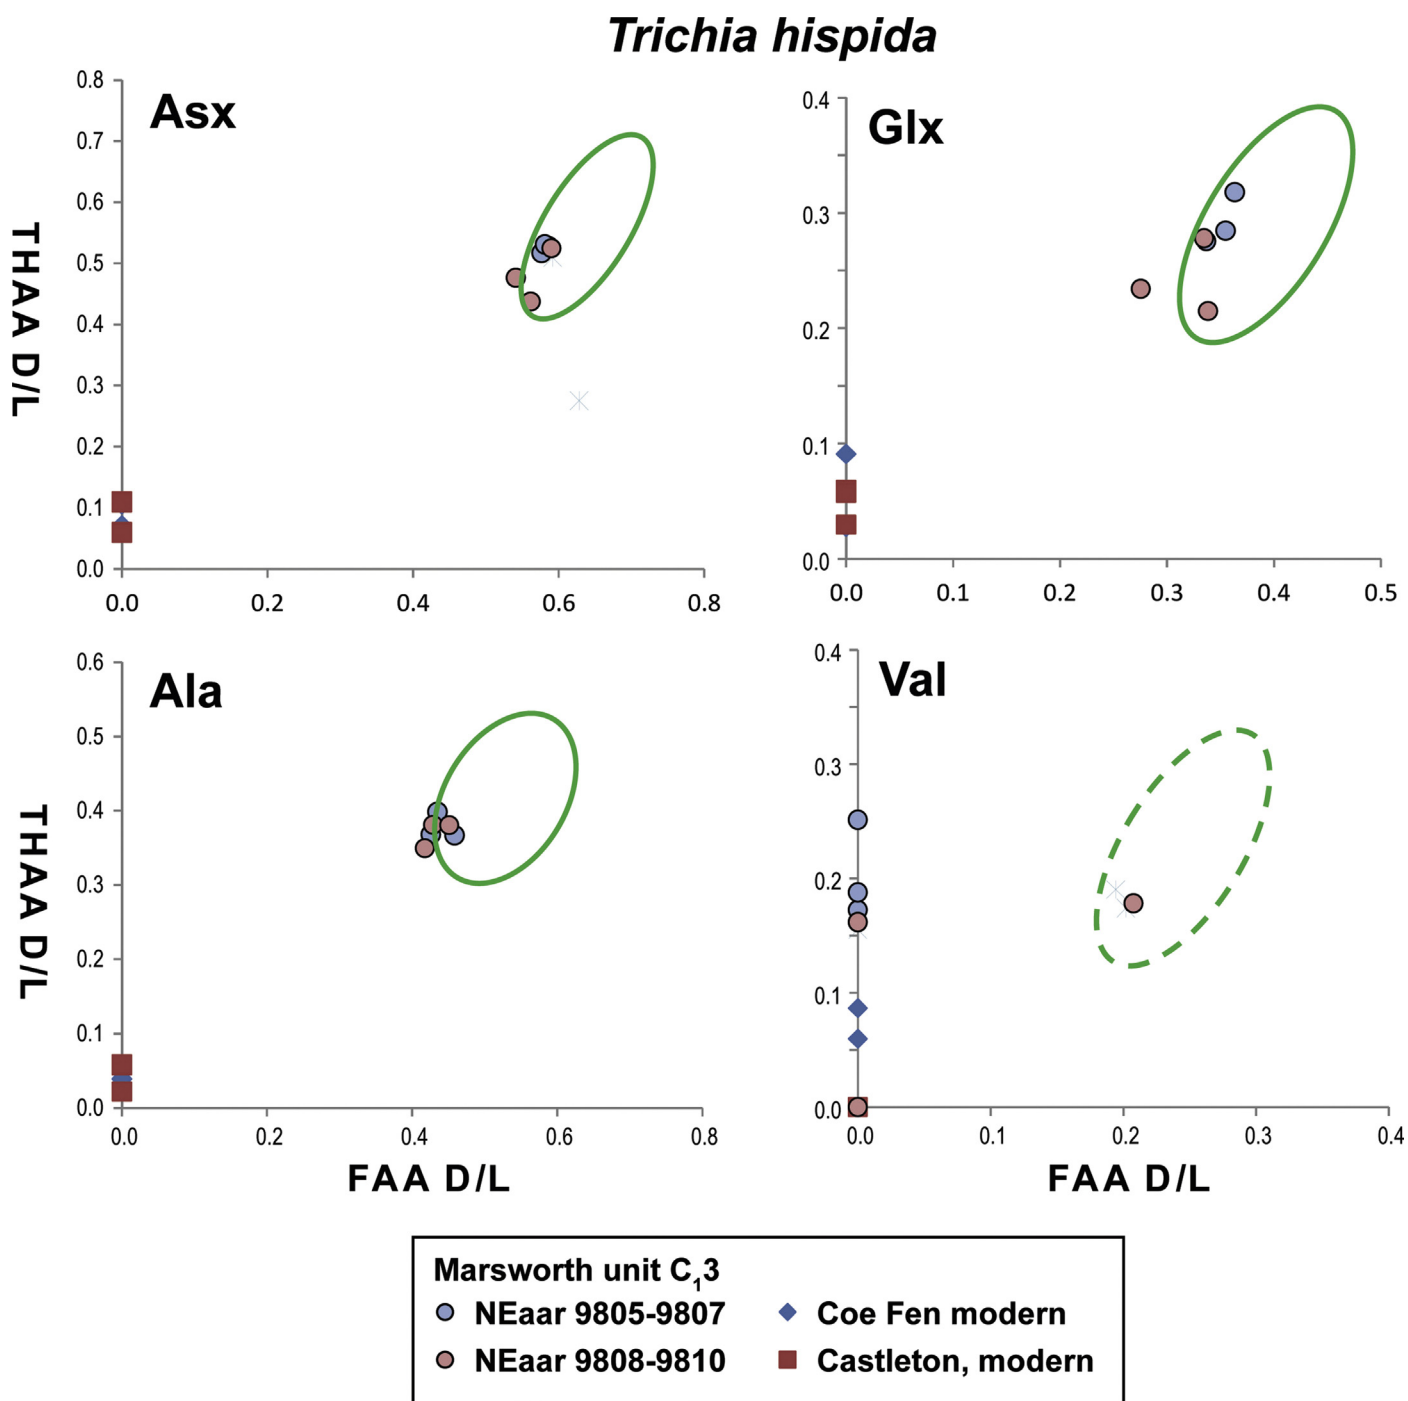 Trichia hispida
Asx
THAA D/L
0.8
0.7
0.6
0.5
0.4
0.3
0.2
0.1
0.0
0.0 0.2 0.4 0.6 0.8
Glx
0.4
0.3
0.2
0.1
0.0
0.0 0.1 0.2 0.3 0.4 0.5
Ala
THAA D/L
0.6
0.5
0.4
0.3
0.2
0.1
0.0
0.0 0.2 0.4 0.6 0.8
FAA D/L
Val
0.4
0.3
0.2
0.1
0.0
0.0 0.1 0.2 0.3 0.4
FAA D/L
Marsworth unit C₁3
NEaar 9805-9807 Coe Fen modern
NEaar 9808-9810 Castleton, modern